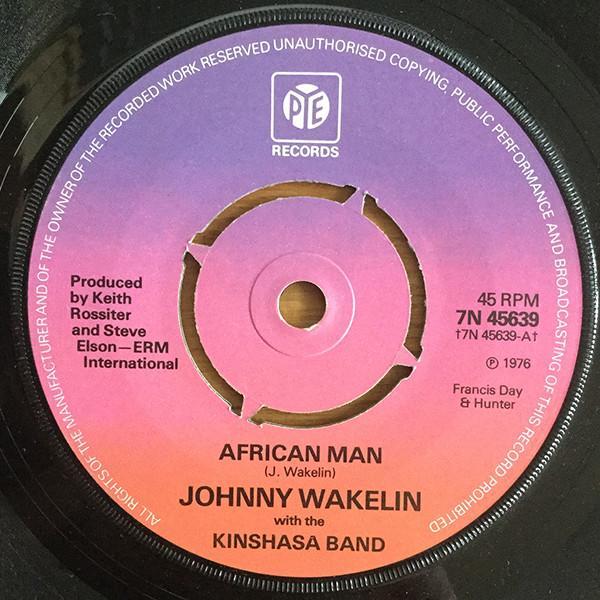 ALL RIGHTS OF THE MANUFACTURER AND OF THE OWNER OF THE RECORDED WORK RESERVED UNAUTHORISED COPYING, PUBLIC PERFORMANCE AND BROADCASTING OF THIS RECORD PROHIBITED
PYE
RECORDS
Produced
by Keith
Rossiter
and Steve
Elson—ERM
International
45 RPM
7N 45639
†7N 45639-A†
Ⓟ 1976
Francis Day
& Hunter
AFRICAN MAN
(J. Wakelin)
JOHNNY WAKELIN
with the
KINSHASA BAND